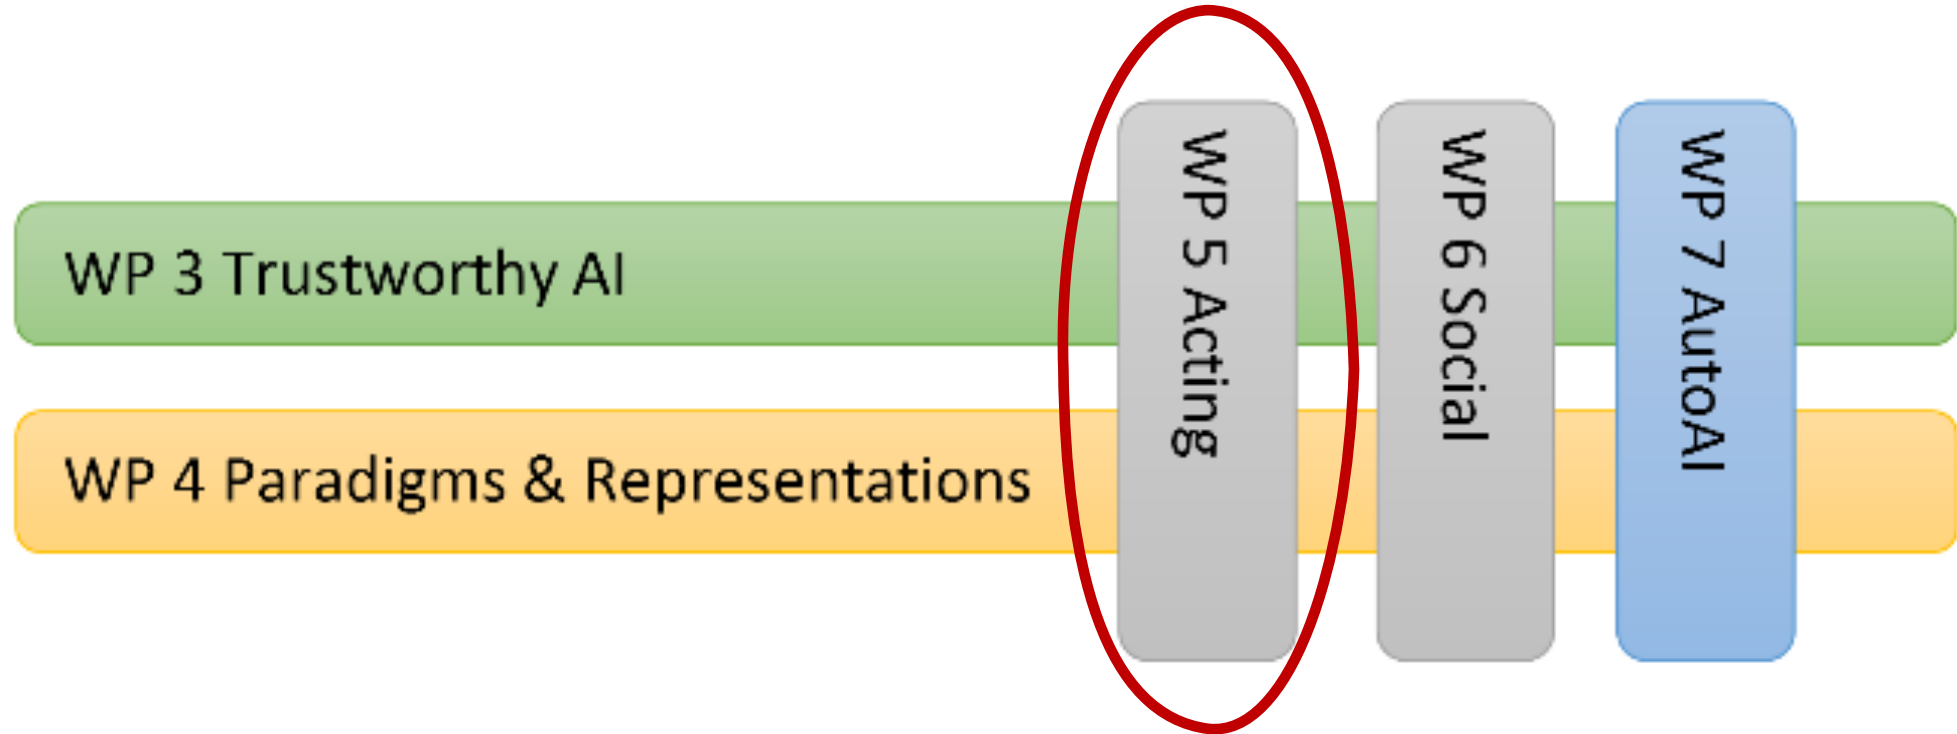 WP 3 Trustworthy AI
WP 4 Paradigms & Representations
WP 5 Acting
WP 6 Social
WP 7 AutoAI